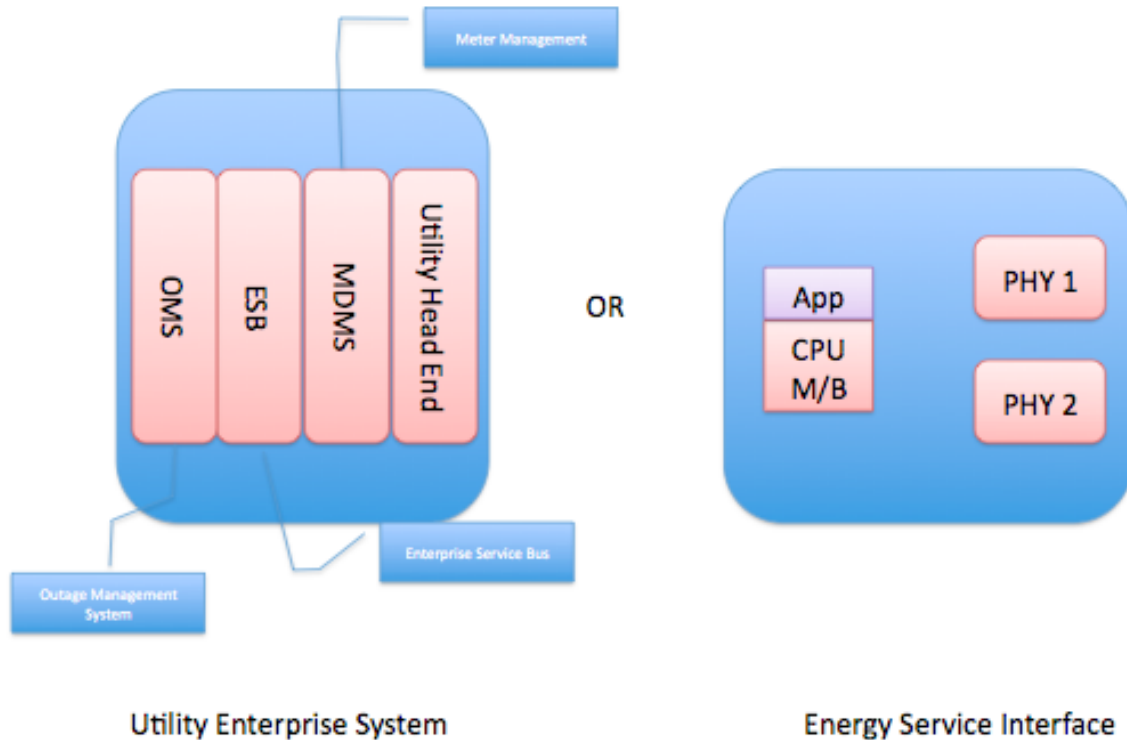 Meter Management
OMS
ESB
MDMS
Utility Head End
OR
App
CPU
M/B
PHY 1
PHY 2
Enterprise Service Bus
Outage Management
System
Utility Enterprise System
Energy Service Interface